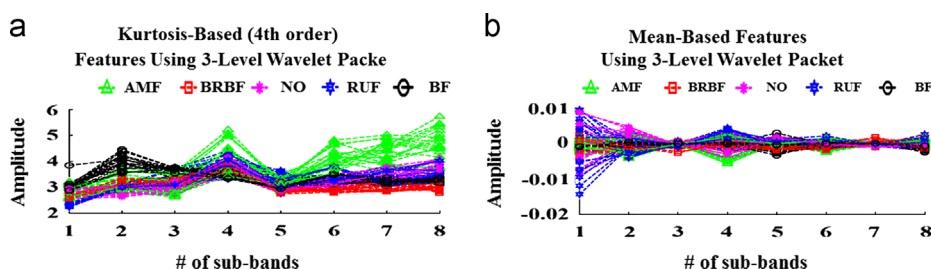 a
Kurtosis-Based (4th order)
Features Using 3-Level Wavelet Packe
AMF BRBF NO RUF BF
Amplitude
6
5
4
3
2
1 2 3 4 5 6 7 8
# of sub-bands
b
Mean-Based Features
Using 3-Level Wavelet Packet
AMF BRBF NO RUF BF
Amplitude
0.01
0
-0.01
-0.02
1 2 3 4 5 6 7 8
# of sub-bands